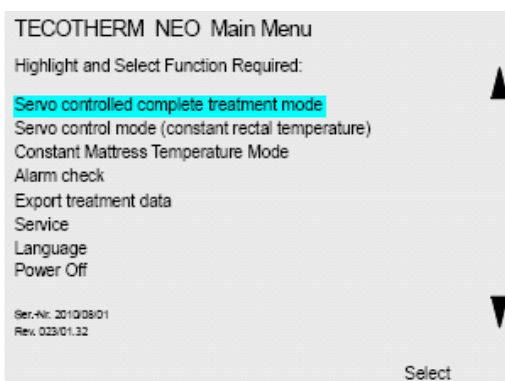 TECOTHERM NEO Main Menu
Highlight and Select Function Required:
Servo controlled complete treatment mode
Servo control mode (constant rectal temperature)
Constant Mattress Temperature Mode
Alarm check
Export treatment data
Service
Language
Power Off
Ser.-Nr. 2010/08/01
Rev. 023/01.32
Select